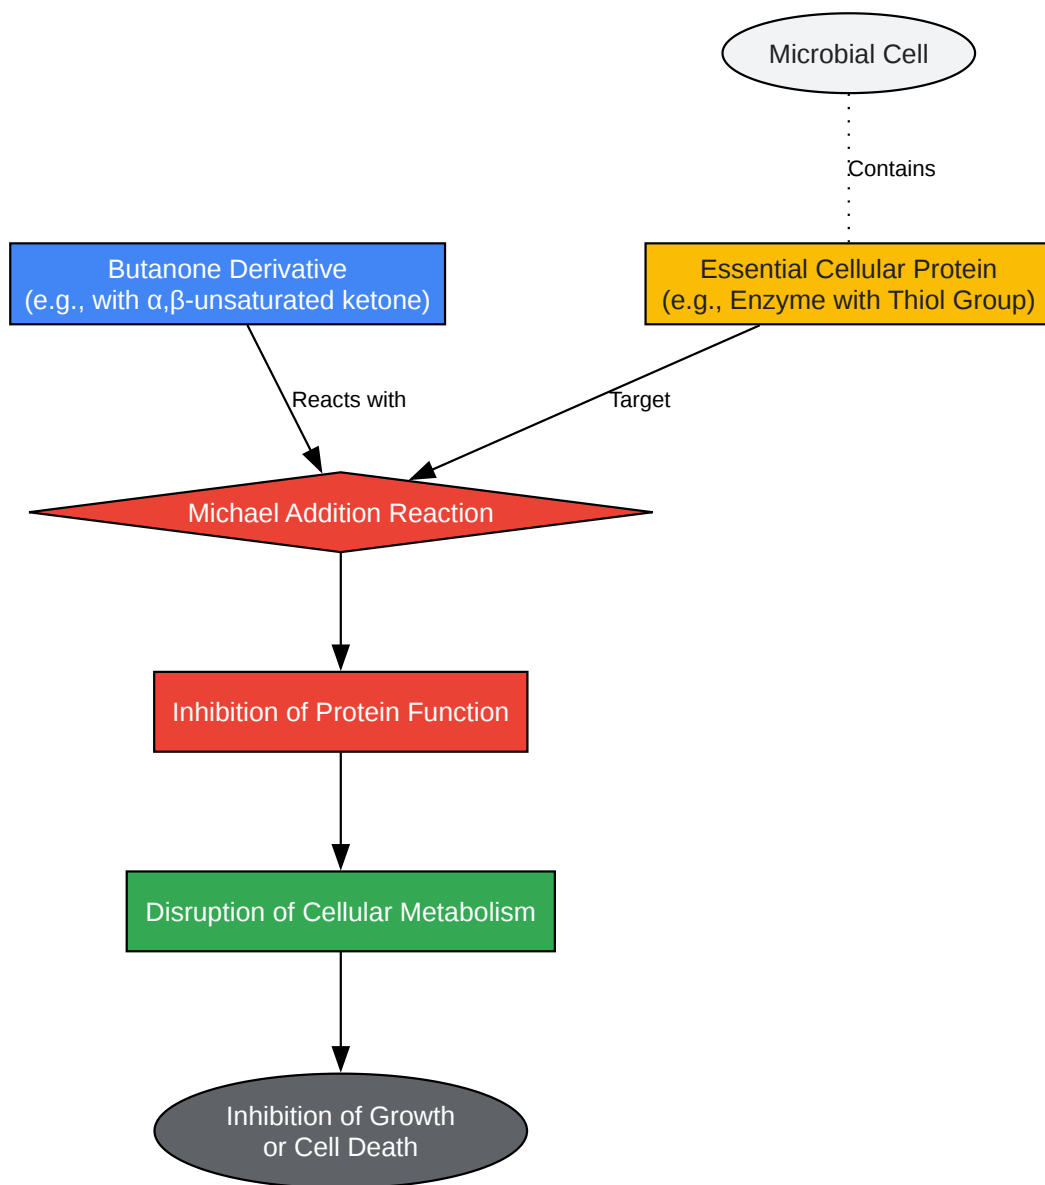 Microbial Cell
Contains
Butanone Derivative
(e.g., with α,β-unsaturated ketone)
Essential Cellular Protein
(e.g., Enzyme with Thiol Group)
Reacts with
Target
Michael Addition Reaction
Inhibition of Protein Function
Disruption of Cellular Metabolism
Inhibition of Growth
or Cell Death